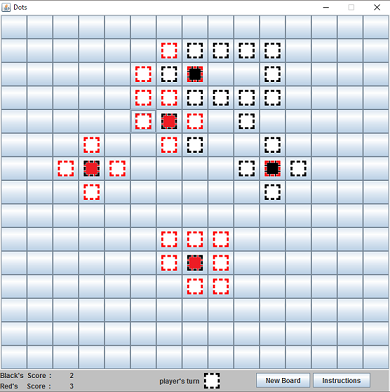 Dots
Black's Score : 2
Red's Score : 3
player's turn
New Board
Instructions